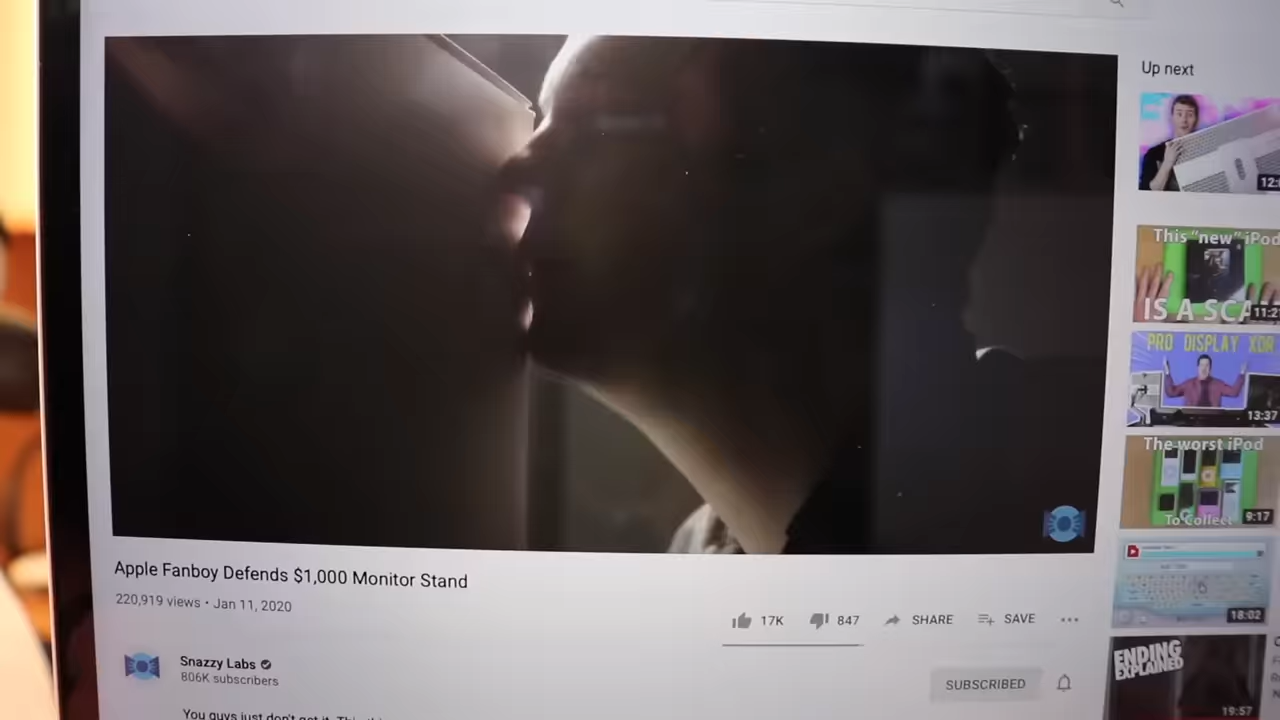 Up next
12:
This "new" iPod
IS A SCA
11:2
PRO DISPLAY XDR
13:37
The worst iPod
To Collect
9:17
18:02
ENDING
EXPLAINED
19:57
Apple Fanboy Defends $1,000 Monitor Stand
220,919 views • Jan 11, 2020
17K
847
SHARE
SAVE
Snazzy Labs
806K subscribers
SUBSCRIBED
You guys just don't get it.